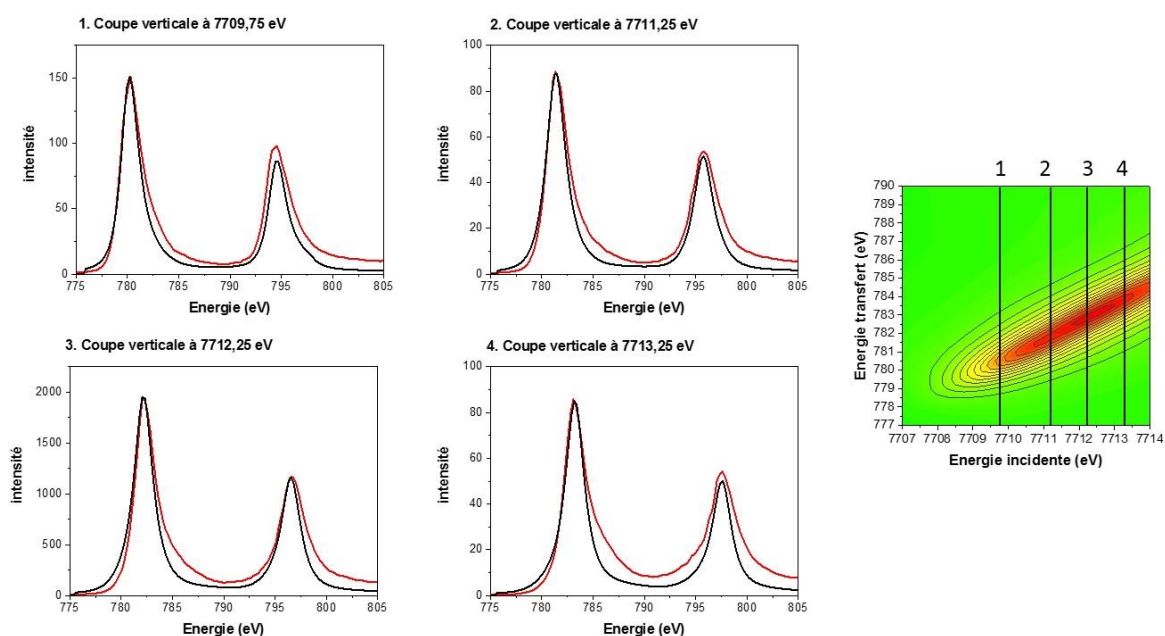 1. Coupe verticale à 7709,75 eV
150
100
50
0
intensité
775 780 785 790 795 800 805
Energie (eV)
2. Coupe verticale à 7711,25 eV
100
80
60
40
20
0
intensité
775 780 785 790 795 800 805
Energie (eV)
3. Coupe verticale à 7712,25 eV
2000
1500
1000
500
0
intensité
775 780 785 790 795 800 805
Energie (eV)
4. Coupe verticale à 7713,25 eV
100
80
60
40
20
0
intensité
775 780 785 790 795 800 805
Energie (eV)
1 2 3 4
790
789
788
787
786
785
784
783
782
781
780
779
778
777
Energie transfert (eV)
7707 7708 7709 7710 7711 7712 7713 7714
Energie incidente (eV)